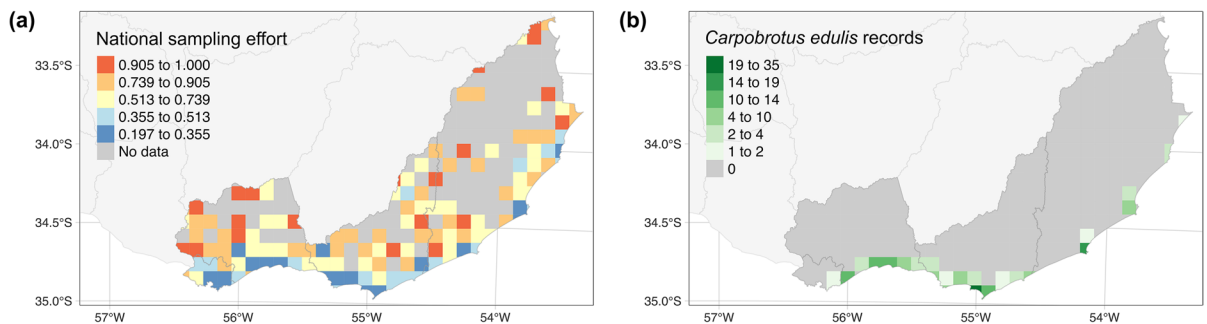 (a)
National sampling effort
0.905 to 1.000
0.739 to 0.905
0.513 to 0.739
0.355 to 0.513
0.197 to 0.355
No data
33.5°S
34.0°S
34.5°S
35.0°S
57°W
56°W
55°W
54°W
(b)
Carpobrotus edulis records
19 to 35
14 to 19
10 to 14
4 to 10
2 to 4
1 to 2
0
33.5°S
34.0°S
34.5°S
35.0°S
57°W
56°W
55°W
54°W